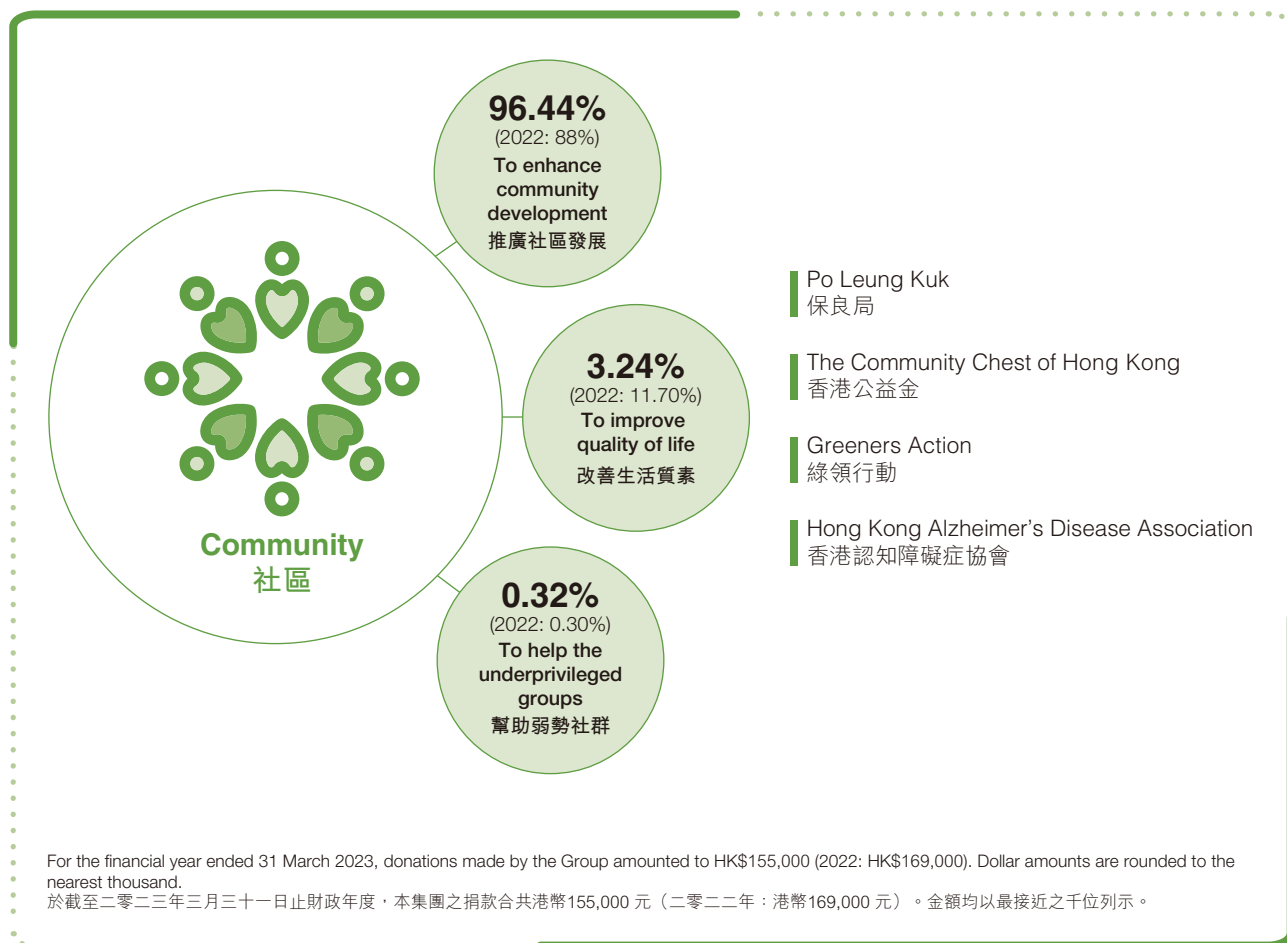 96.44%
(2022: 88%)
To enhance
community
development
推廣社區發展
3.24%
(2022: 11.70%)
To improve
quality of life
改善生活質素
0.32%
(2022: 0.30%)
To help the
underprivileged
groups
幫助弱勢社群
Community
社區
Po Leung Kuk
保良局
The Community Chest of Hong Kong
香港公益金
Greeners Action
綠領行動
Hong Kong Alzheimer's Disease Association
香港認知障礙症協會
For the financial year ended 31 March 2023, donations made by the Group amounted to HK$155,000 (2022: HK$169,000). Dollar amounts are rounded to the
nearest thousand.
於截至二零二三年三月三十一日止財政年度，本集團之捐款合共港幣155,000 元（二零二二年：港幣169,000 元）。金額均以最接近之千位列示。